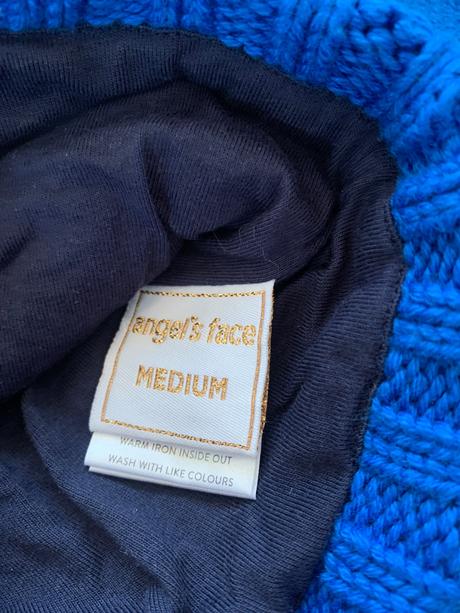 angel's face
MEDIUM
WARM IRON INSIDE OUT
WASH WITH LIKE COLOURS